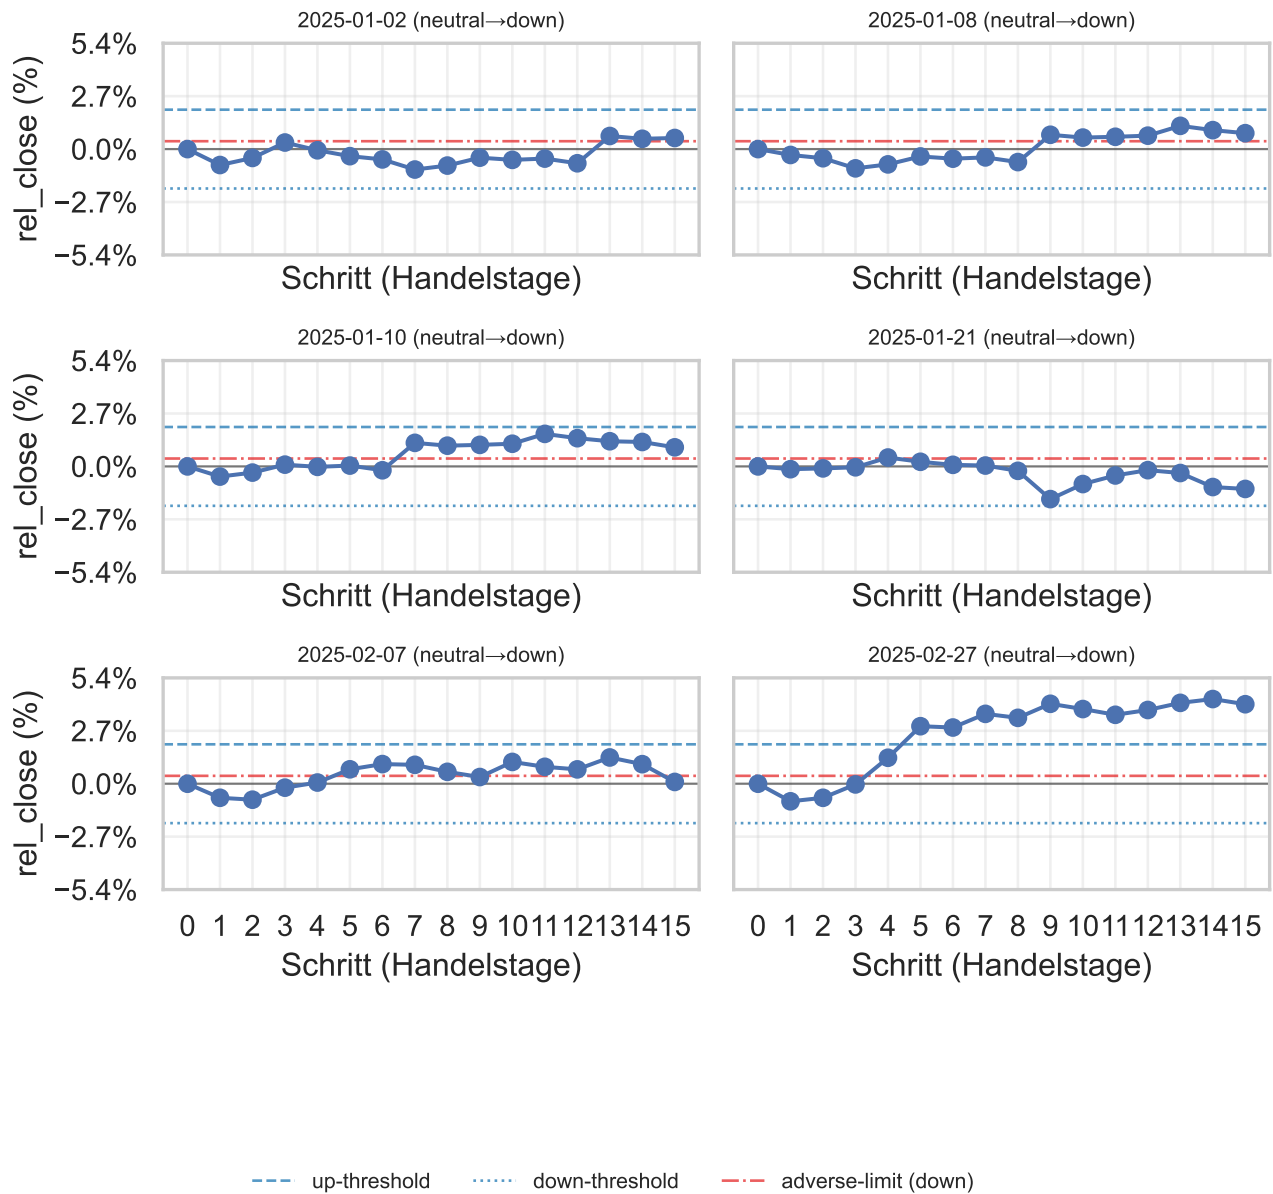 2025-01-02 (neutral→down)
2025-01-08 (neutral→down)
5.4%
2.7%
0.0%
−2.7%
−5.4%
rel_close (%)
Schritt (Handelstage)
Schritt (Handelstage)
2025-01-10 (neutral→down)
2025-01-21 (neutral→down)
5.4%
2.7%
0.0%
−2.7%
−5.4%
rel_close (%)
Schritt (Handelstage)
Schritt (Handelstage)
2025-02-07 (neutral→down)
2025-02-27 (neutral→down)
5.4%
2.7%
0.0%
−2.7%
−5.4%
rel_close (%)
0 1 2 3 4 5 6 7 8 9 10 11 12 13 14 15
0 1 2 3 4 5 6 7 8 9 10 11 12 13 14 15
Schritt (Handelstage)
Schritt (Handelstage)
up-threshold
down-threshold
adverse-limit (down)